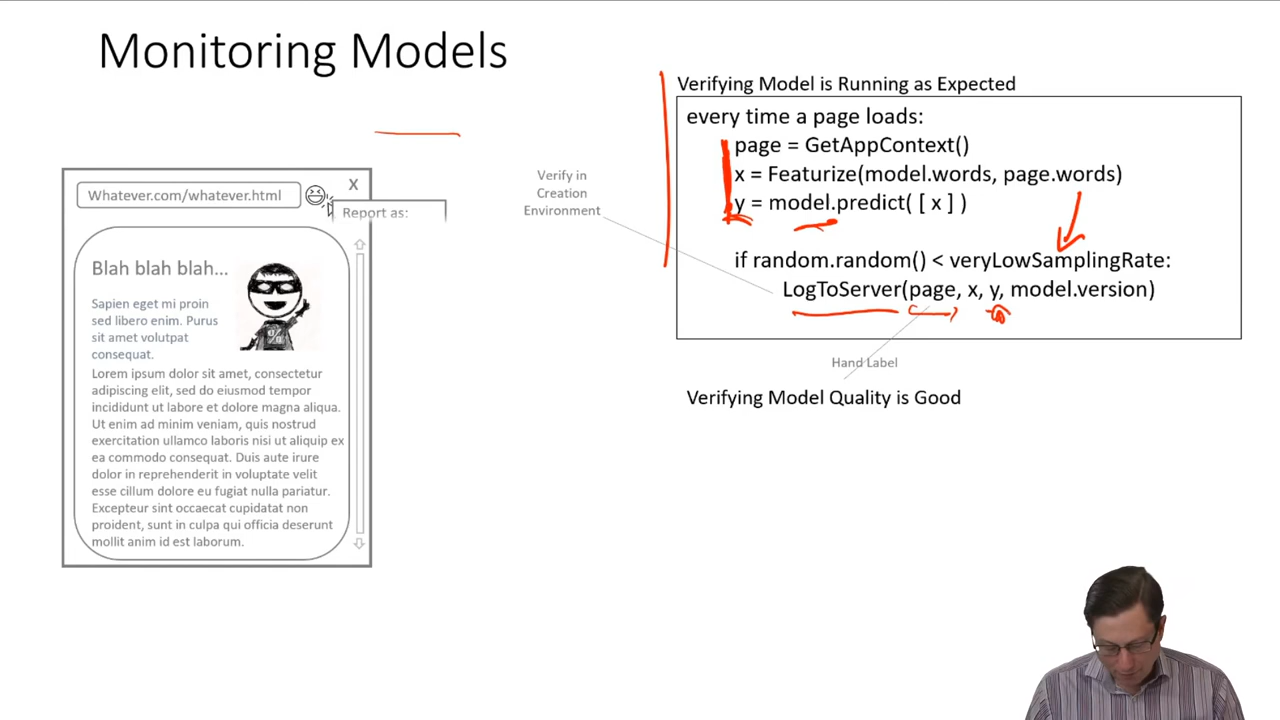 Monitoring Models
Whatever.com/whatever.html
X
Report as:
Blah blah blah...
Sapien eget mi proin
sed libero enim. Purus
sit amet volutpat
consequat.
Lorem ipsum dolor sit amet, consectetur
adipiscing elit, sed do eiusmod tempor
incididunt ut labore et dolore magna aliqua.
Ut enim ad minim veniam, quis nostrud
exercitation ullamco laboris nisi ut aliquip ex
ea commodo consequat. Duis aute irure
dolor in reprehenderit in voluptate velit
esse cillum dolore eu fugiat nulla pariatur.
Excepteur sint occaecat cupidatat non
proident, sunt in culpa qui officia deserunt
mollit anim id est laborum.
Verify in
Creation
Environment
Verifying Model is Running as Expected
every time a page loads:
page = GetAppContext()
x = Featurize(model.words, page.words)
y = model.predict( [ x ] )
if random.random() < veryLowSamplingRate:
LogToServer(page, x, y, model.version)
Hand Label
Verifying Model Quality is Good